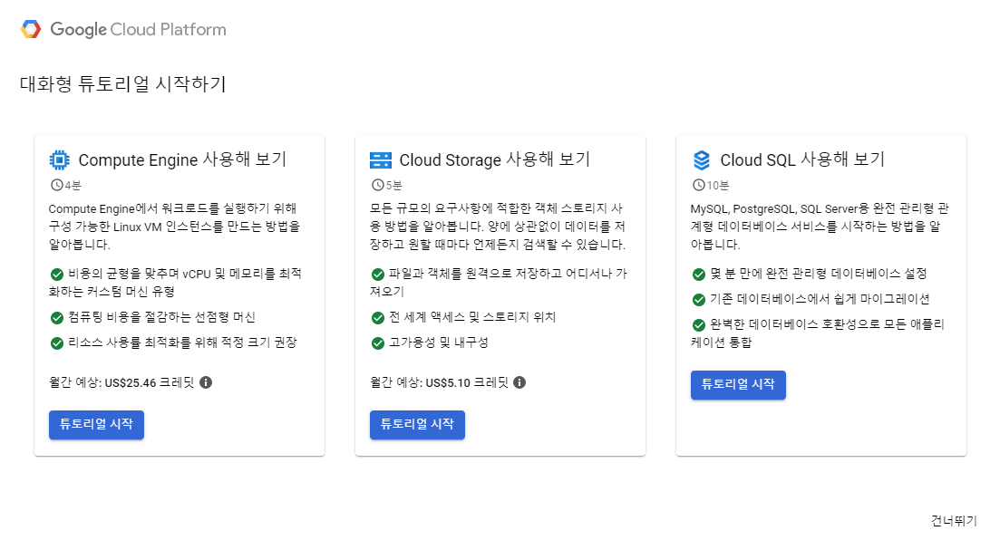 Google Cloud Platform
대화형 튜토리얼 시작하기
Compute Engine 사용해 보기
4분
Compute Engine에서 워크로드를 실행하기 위해
구성 가능한 Linux VM 인스턴스를 만드는 방법을
알아봅니다.
비용의 균형을 맞추며 vCPU 및 메모리를 최적
화하는 커스텀 머신 유형
컴퓨팅 비용을 절감하는 선점형 머신
리소스 사용률 최적화를 위해 적정 크기 권장
월간 예상: US$25.46 크레딧
튜토리얼 시작
Cloud Storage 사용해 보기
5분
모든 규모의 요구사항에 적합한 객체 스토리지 사
용 방법을 알아봅니다. 양에 상관없이 데이터를 저
장하고 원할 때마다 언제든지 검색할 수 있습니다.
파일과 객체를 원격으로 저장하고 어디서나 가
져오기
전 세계 액세스 및 스토리지 위치
고가용성 및 내구성
월간 예상: US$5.10 크레딧
튜토리얼 시작
Cloud SQL 사용해 보기
10분
MySQL, PostgreSQL, SQL Server용 완전 관리형 관
계형 데이터베이스 서비스를 시작하는 방법을 알
아봅니다.
몇 분 만에 완전 관리형 데이터베이스 설정
기존 데이터베이스에서 쉽게 마이그레이션
완벽한 데이터베이스 호환성으로 모든 애플리
케이션 통합
튜토리얼 시작
건너뛰기